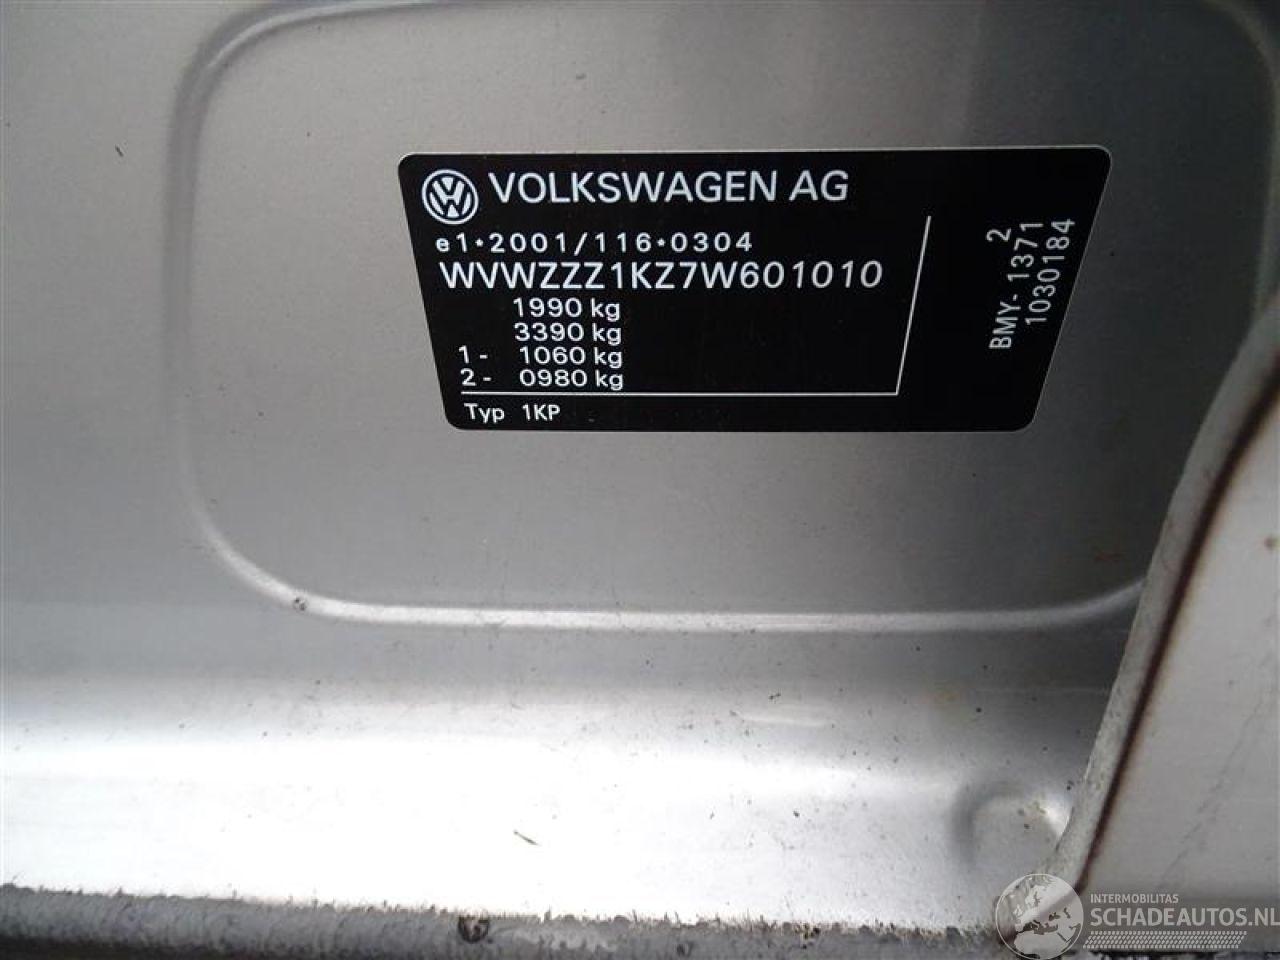 VOLKSWAGEN AG
e1*2001/116*0304
WVWZZZ1KZ7W601010
1990 kg
3390 kg
1 - 1060 kg
2 - 0980 kg
Typ 1KP
2
BMY- 1371
1030184
INTERMOBILITAS
SCHADEAUTOS.NL